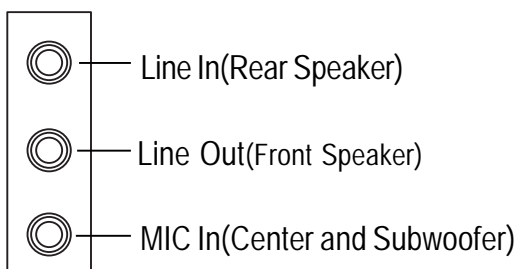 Line In(Rear Speaker)
Line Out(Front Speaker)
MIC In(Center and Subwoofer)